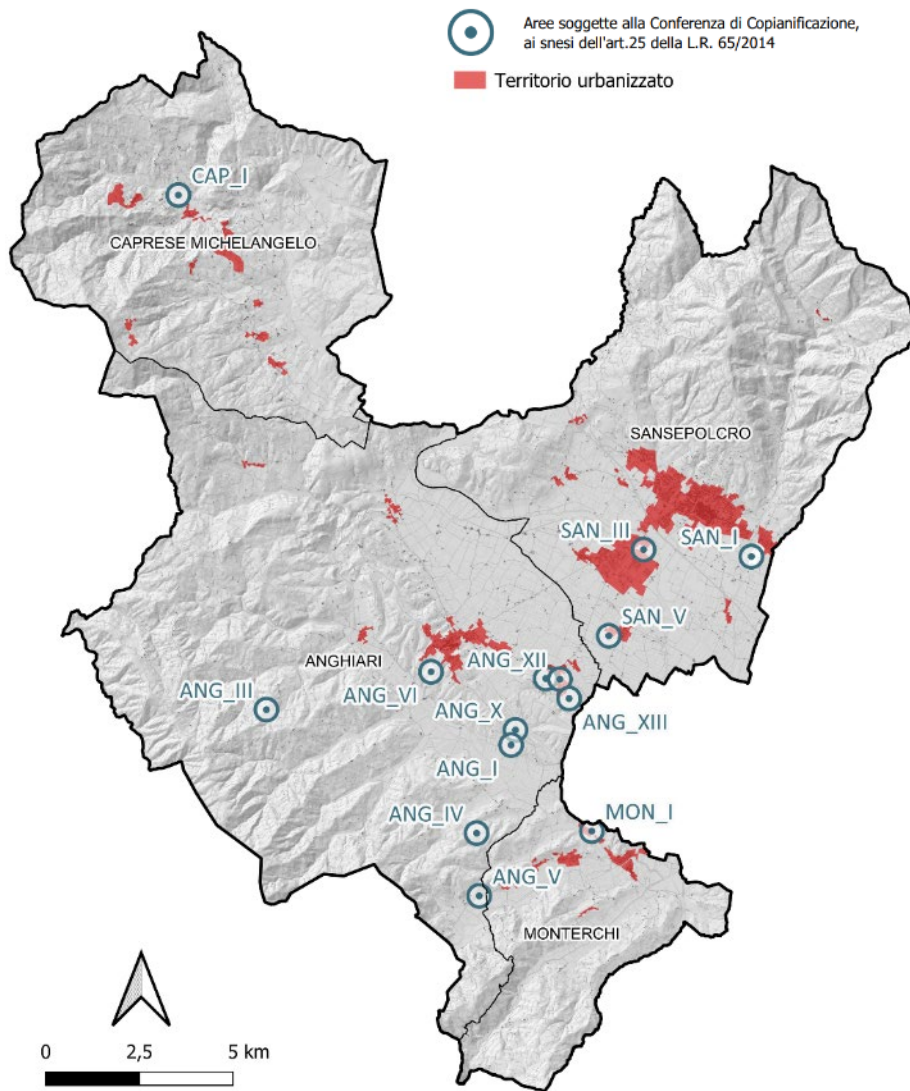 Aree soggette alla Conferenza di Copianificazione,
ai snesi dell'art.25 della L.R. 65/2014
Territorio urbanizzato
CAP_I
CAPRESE MICHELANGELO
SANSEPOLCRO
SAN_III
SAN_I
SAN_V
ANGHIARI
ANG_XII
ANG_III
ANG_VI
ANG_X
ANG_XIII
ANG_I
ANG_IV
MON_I
ANG_V
MONTERCHI
0 2,5 5 km